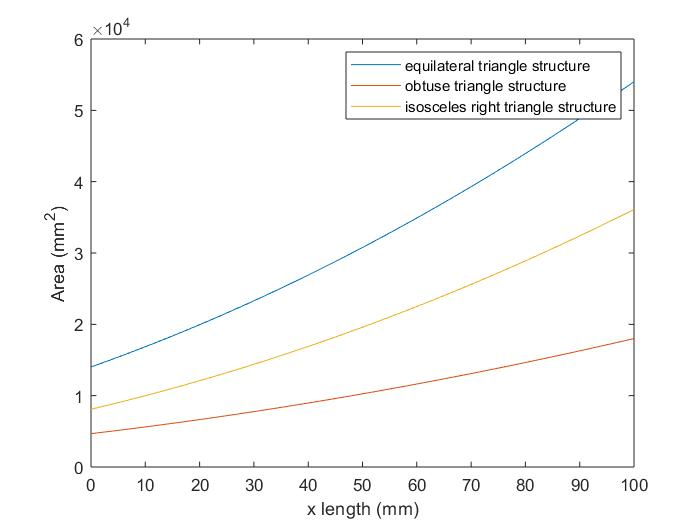 ×10⁴
6
5
4
3
2
1
0
Area (mm²)
equilateral triangle structure
obtuse triangle structure
isosceles right triangle structure
0 10 20 30 40 50 60 70 80 90 100
x length (mm)